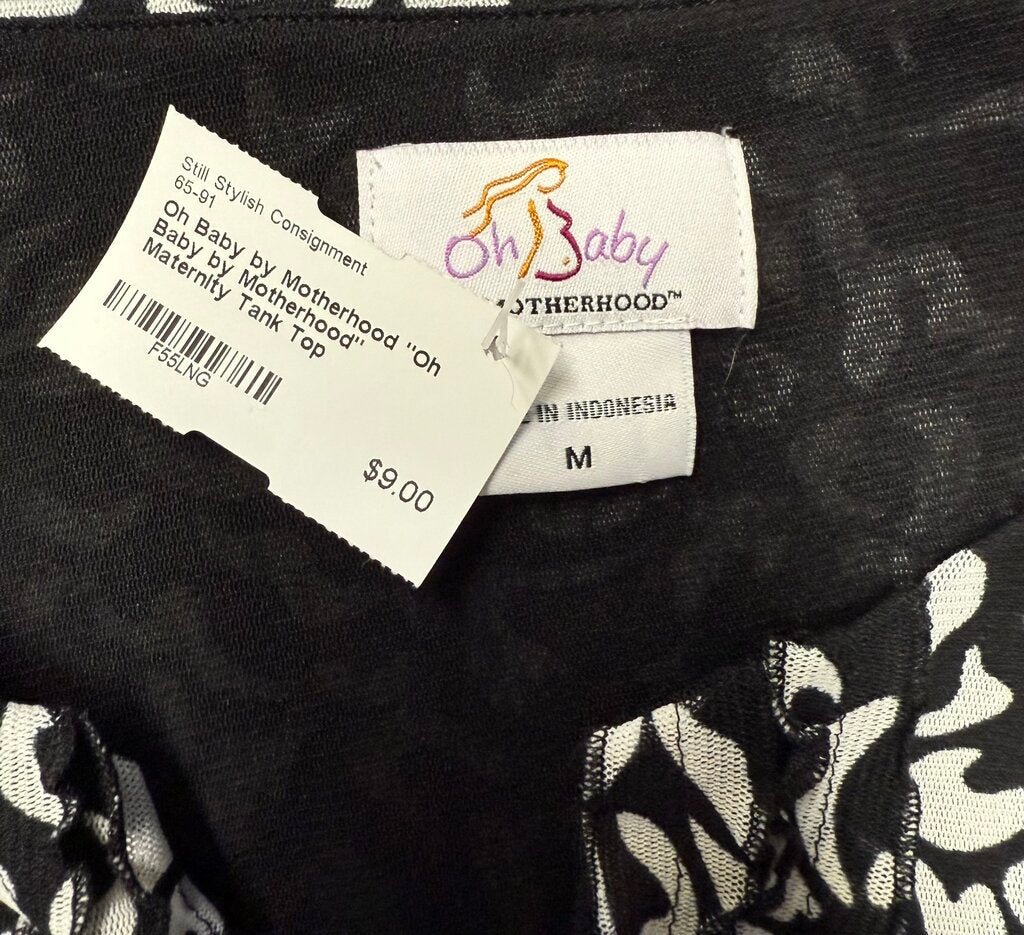 Still Stylish Consignment
65-91
Oh Baby by Motherhood "Oh
Baby by Motherhood"
Maternity Tank Top
F55LNG
$9.00
Oh Baby
MOTHERHOOD™
IN INDONESIA
M